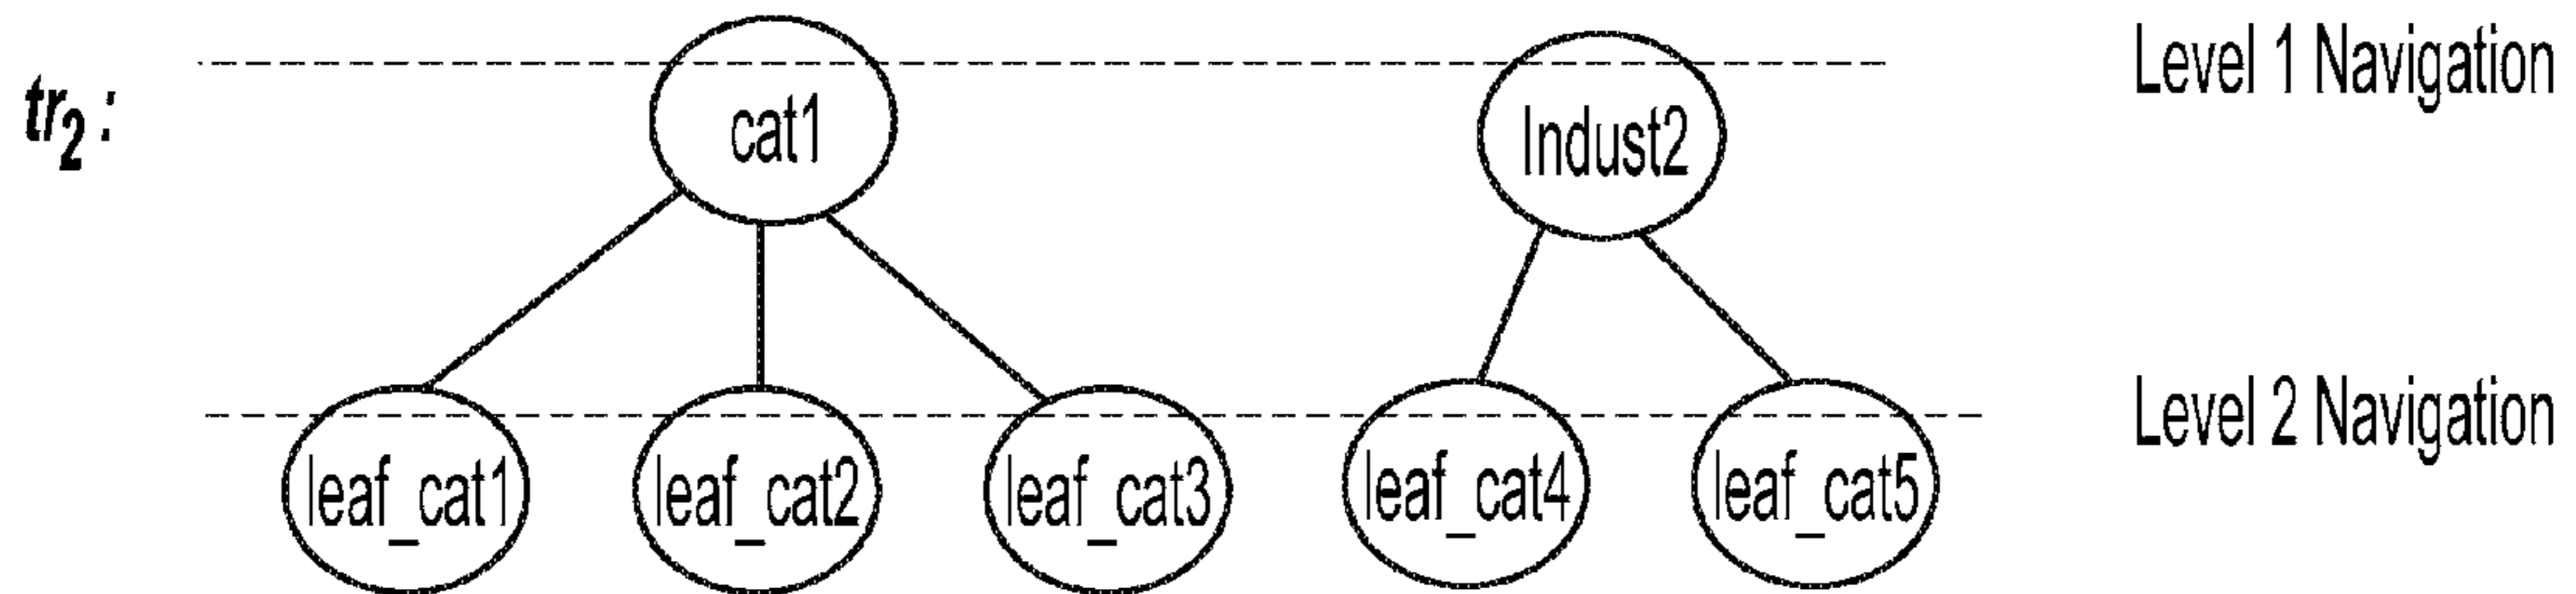 Level 1 Navigation
tr2 :
cat1
Indust2
Level 2 Navigation
leaf_cat1
leaf_cat2
leaf_cat3
leaf_cat4
leaf_cat5